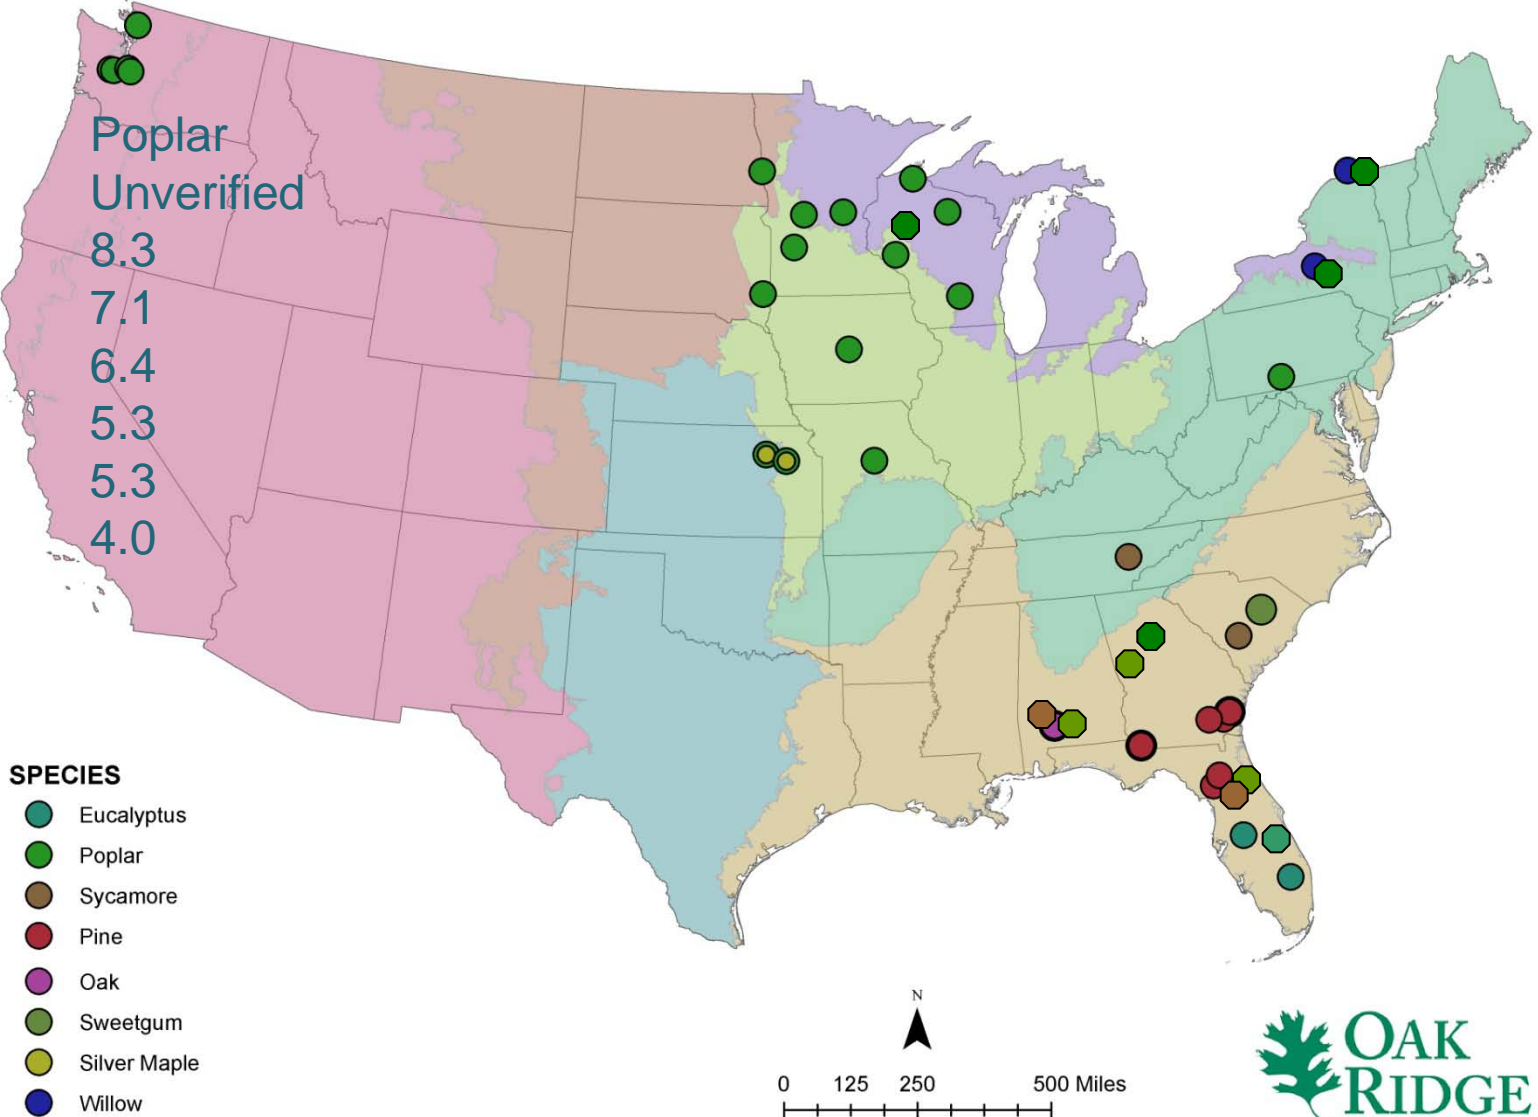 Poplar
Unverified
8.3
7.1
6.4
5.3
5.3
4.0
SPECIES
Eucalyptus
Poplar
Sycamore
Pine
Oak
Sweetgum
Silver Maple
Willow
N
0 125 250 500 Miles
OAK
RIDGE